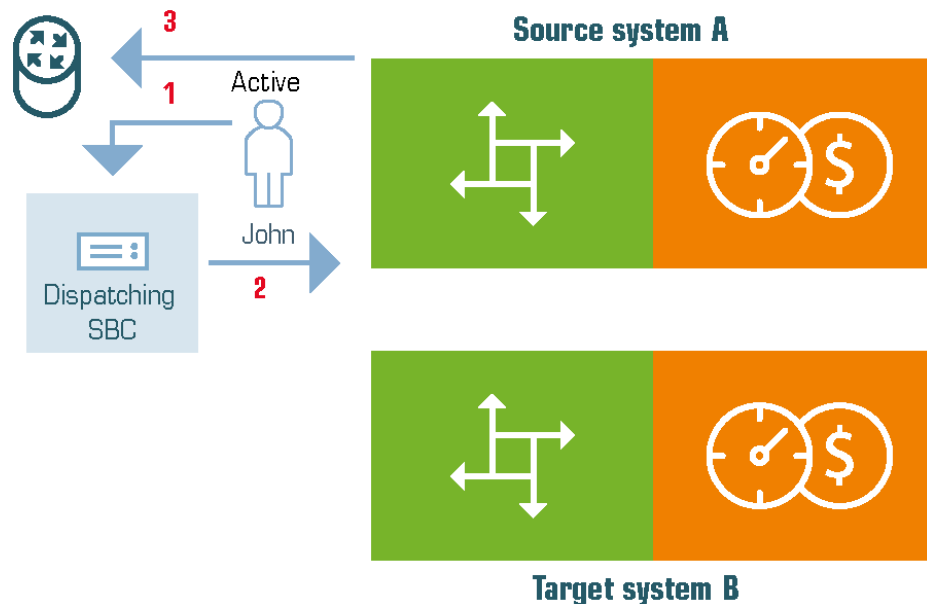 3
Source system A
Active
1
John
2
Dispatching
SBC
$
$
Target system B